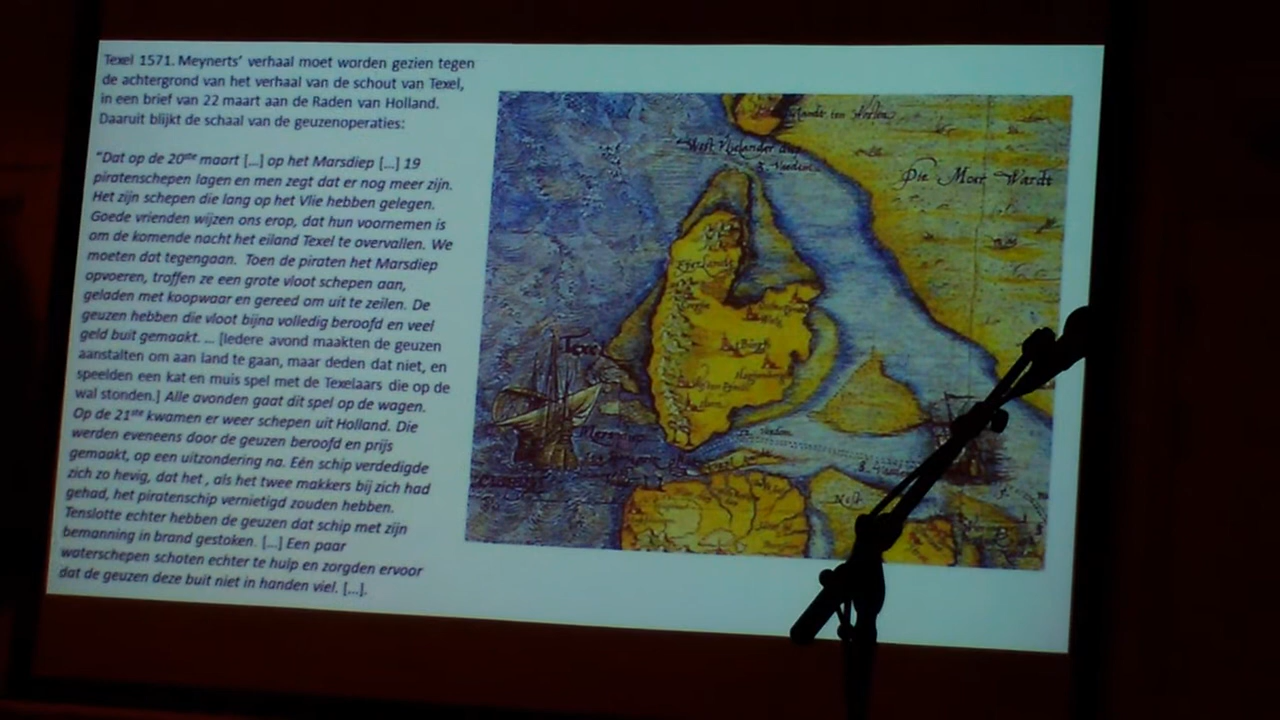 Texel 1571. Meynerts’ verhaal moet worden gezien tegen
de achtergrond van het verhaal van de schout van Texel,
in een brief van 22 maart aan de Raden van Holland.
Daaruit blijkt de schaal van de geuzenoperaties:
“Dat op de 20ste maart [...] op het Marsdiep [...] 19
piratenschepen lagen en men zegt dat er nog meer zijn.
Het zijn schepen die lang op het Vlie hebben gelegen.
Goede vrienden wijzen ons erop, dat hun voornemen is
om de komende nacht het eiland Texel te overvallen. We
moeten dat tegengaan. Toen de piraten het Marsdiep
opvoeren, troffen ze een grote vloot schepen aan,
geladen met koopwaar en gereed om uit te zeilen. De
geuzen hebben die vloot bijna volledig beroofd en veel
geld buit gemaakt. ... [Iedere avond maakten de geuzen
aanstalten om aan land te gaan, maar deden dat niet, en
speelden een kat en muis spel met de Texelaars die op de
wal stonden.] Alle avonden gaat dit spel op de wagen.
Op de 21ste kwamen er weer schepen uit Holland. Die
werden eveneens door de geuzen beroofd en prijs
gemaakt, op een uitzondering na. Eén schip verdedigde
zich zo hevig, dat het , als het twee makkers bij zich had
gehad, het piratenschip vernietigd zouden hebben.
Tenslotte echter hebben de geuzen dat schip met zijn
bemanning in brand gestoken. [...] Een paar
waterschepen schoten echter te hulp en zorgden ervoor
dat de geuzen deze buit niet in handen viel. [...].
Die Moer Wardt
Texel